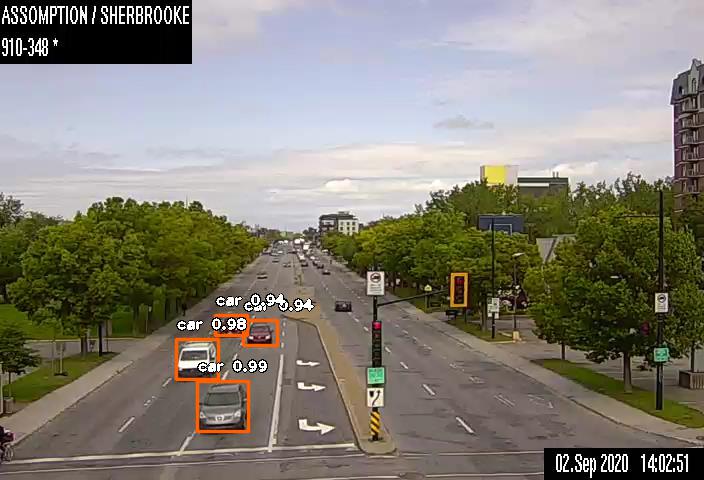 ASSOMPTION / SHERBROOKE
910-348 *
car 0.94
car 0.94
car 0.98
car 0.99
02.Sep 2020 14:02:51